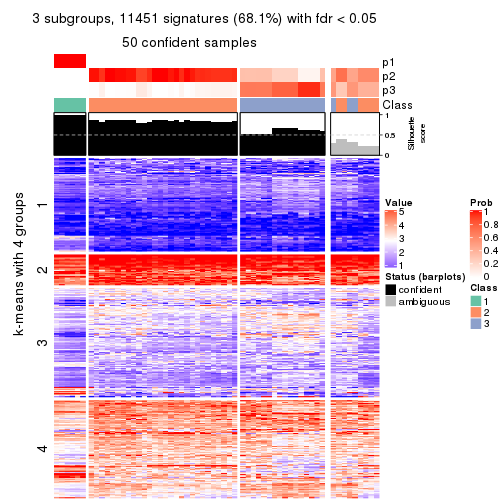 3 subgroups, 11451 signatures (68.1%) with fdr < 0.05
50 confident samples
p1
p2
p3
Class
1
0.5
0
Silhouette
score
k-means with 4 groups
1
2
3
4
Value
5
4
3
2
1
Status (barplots)
confident
ambiguous
Prob
1
0.8
0.6
0.4
0.2
0
Class
1
2
3